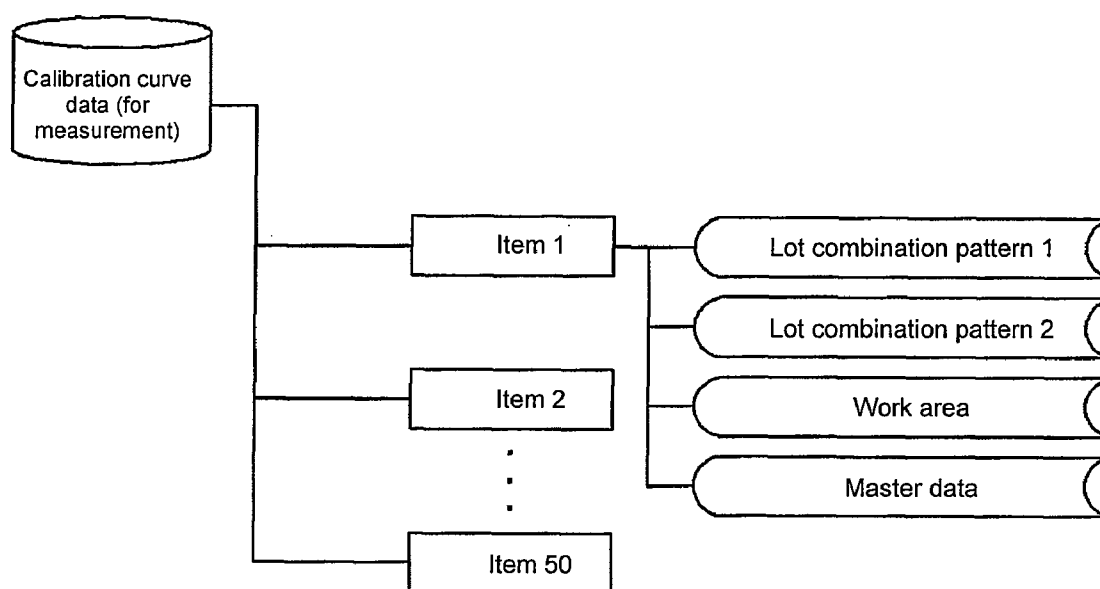 Calibration curve
data (for
measurement)
Item 1
Lot combination pattern 1
Lot combination pattern 2
Item 2
Work area
Master data
Item 50